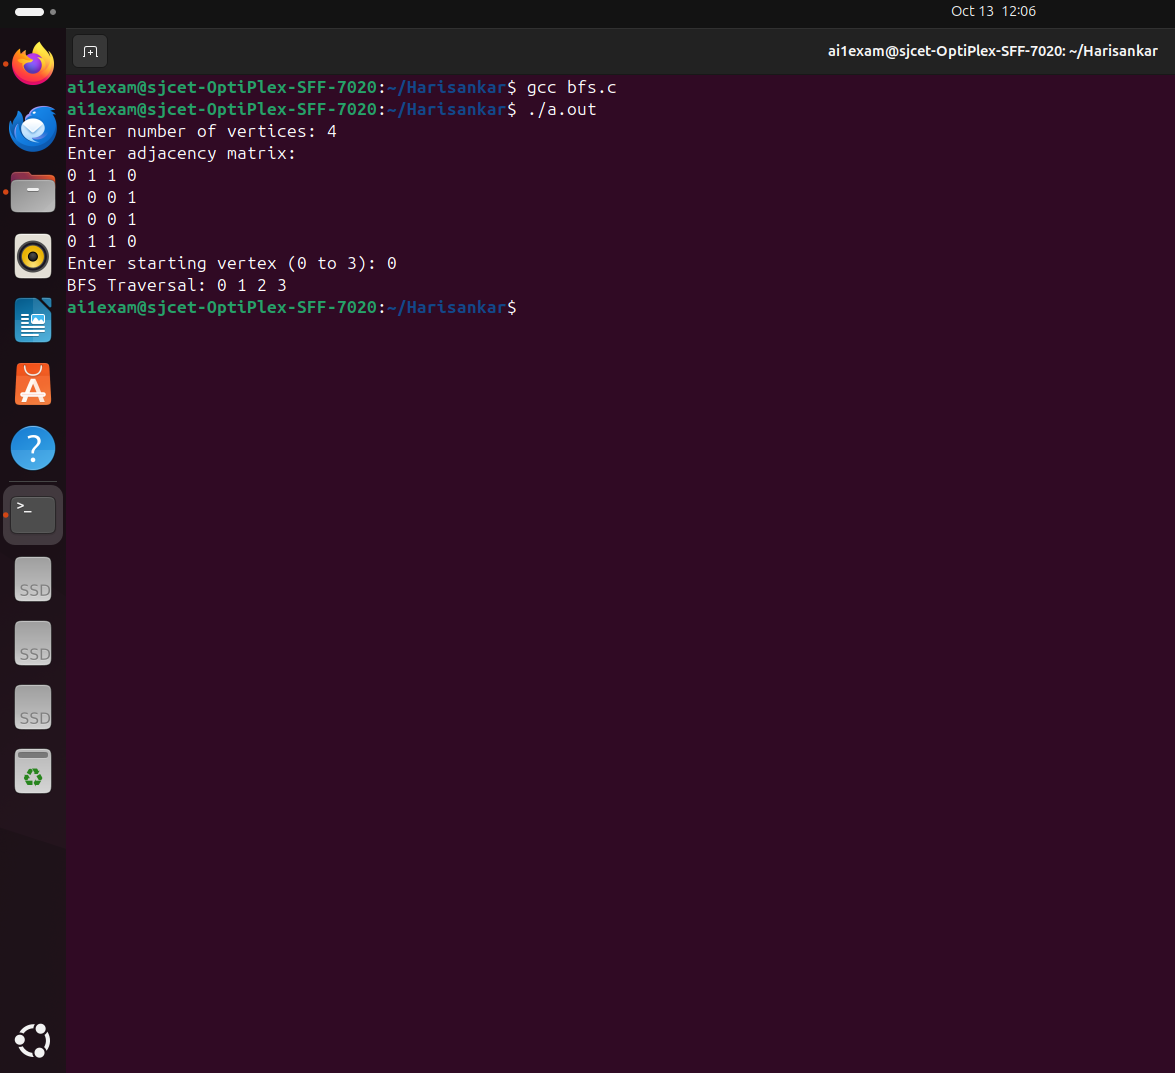 Oct 13 12:06
ai1exam@sjcet-OptiPlex-SFF-7020: ~/Harisankar
ai1exam@sjcet-OptiPlex-SFF-7020:~/Harisankar$ gcc bfs.c
ai1exam@sjcet-OptiPlex-SFF-7020:~/Harisankar$ ./a.out
Enter number of vertices: 4
Enter adjacency matrix:
0 1 1 0
1 0 0 1
1 0 0 1
0 1 1 0
Enter starting vertex (0 to 3): 0
BFS Traversal: 0 1 2 3
ai1exam@sjcet-OptiPlex-SFF-7020:~/Harisankar$
?
>_
SSD
SSD
SSD